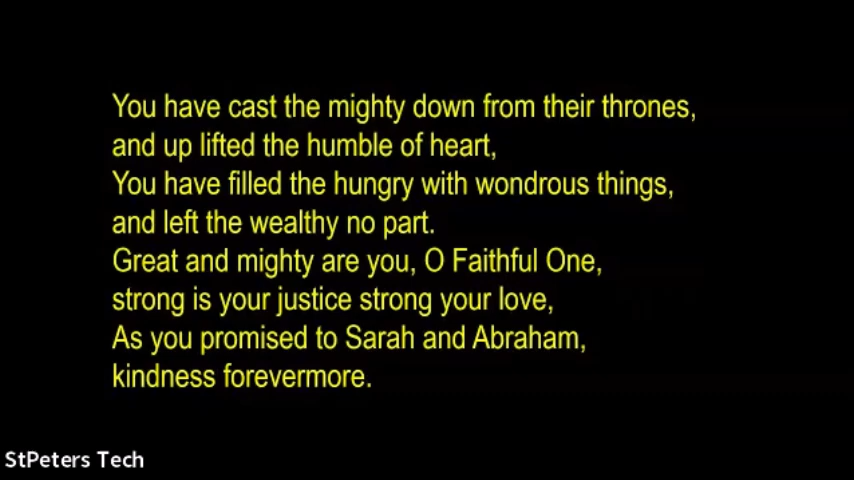 You have cast the mighty down from their thrones,
and up lifted the humble of heart,
You have filled the hungry with wondrous things,
and left the wealthy no part.
Great and mighty are you, O Faithful One,
strong is your justice strong your love,
As you promised to Sarah and Abraham,
kindness forevermore.
StPeters Tech